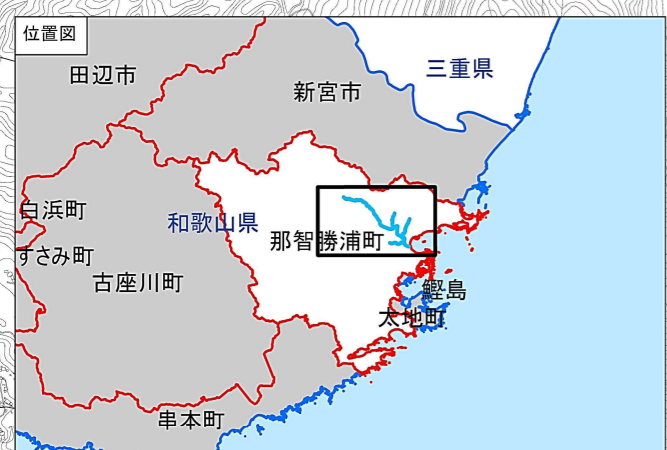 位置図
田辺市
三重県
新宮市
白浜町
和歌山県
那智勝浦町
すさみ町
古座川町
鰹島
太地町
串本町